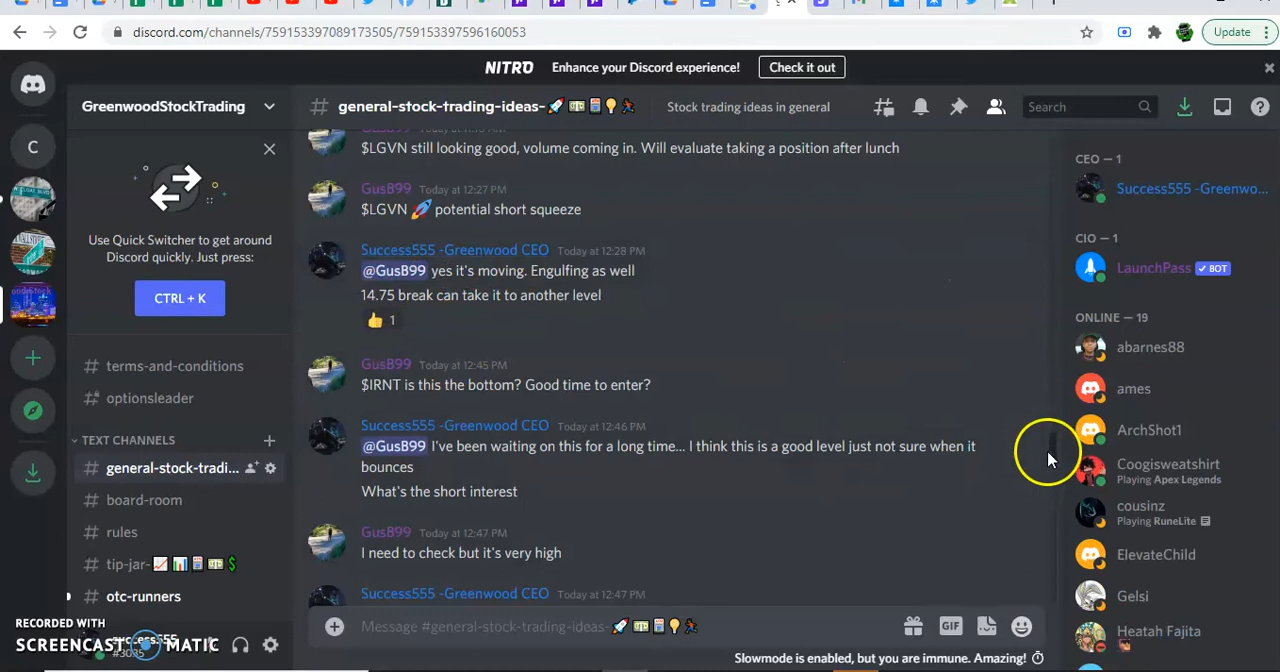 discord.com/channels/759153397089173505/759153397596160053
Update
NITRO Enhance your Discord experience! Check it out
GreenwoodStockTrading
# general-stock-trading-ideas-🚀💵🖩💡🏃 Stock trading ideas in general
Search
C
Use Quick Switcher to get around
Discord quickly. Just press:
CTRL + K
# terms-and-conditions
# optionsleader
TEXT CHANNELS +
# general-stock-tradi...
# board-room
# rules
# tip-jar-📈📊🖩💵💲
# otc-runners
#3035
$LGVN still looking good, volume coming in. Will evaluate taking a position after lunch
GusB99 Today at 12:27 PM
$LGVN 🚀 potential short squeeze
Success555 -Greenwood CEO Today at 12:28 PM
@GusB99 yes it's moving. Engulfing as well
14.75 break can take it to another level
👍 1
GusB99 Today at 12:45 PM
$IRNT is this the bottom? Good time to enter?
Success555 -Greenwood CEO Today at 12:46 PM
@GusB99 I've been waiting on this for a long time... I think this is a good level just not sure when it
bounces
What's the short interest
GusB99 Today at 12:47 PM
I need to check but it's very high
Success555 -Greenwood CEO Today at 12:47 PM
Message #general-stock-trading-ideas-🚀💵🖩💡🏃
GIF
Slowmode is enabled, but you are immune. Amazing!
CEO — 1
Success555 -Greenwo...
CIO — 1
LaunchPass ✓ BOT
ONLINE — 19
abarnes88
ames
ArchShot1
Coogisweatshirt
Playing Apex Legends
cousinz
Playing RuneLite
ElevateChild
Gelsi
Heatah Fajita
RECORDED WITH
SCREENCAST MATIC